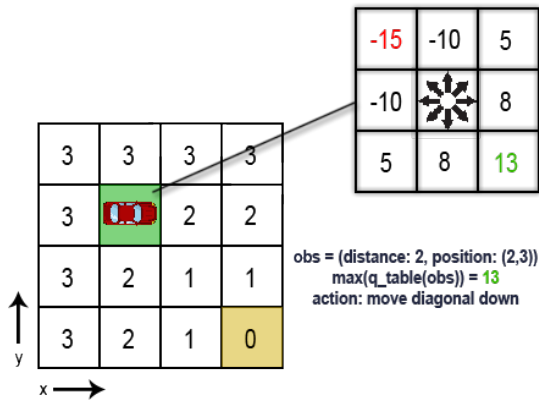 -15 -10 5
-10 8
5 8 13
3 3 3 3
3 2 2
3 2 1 1
3 2 1 0
obs = (distance: 2, position: (2,3))
max(q_table(obs)) = 13
action: move diagonal down
y
x